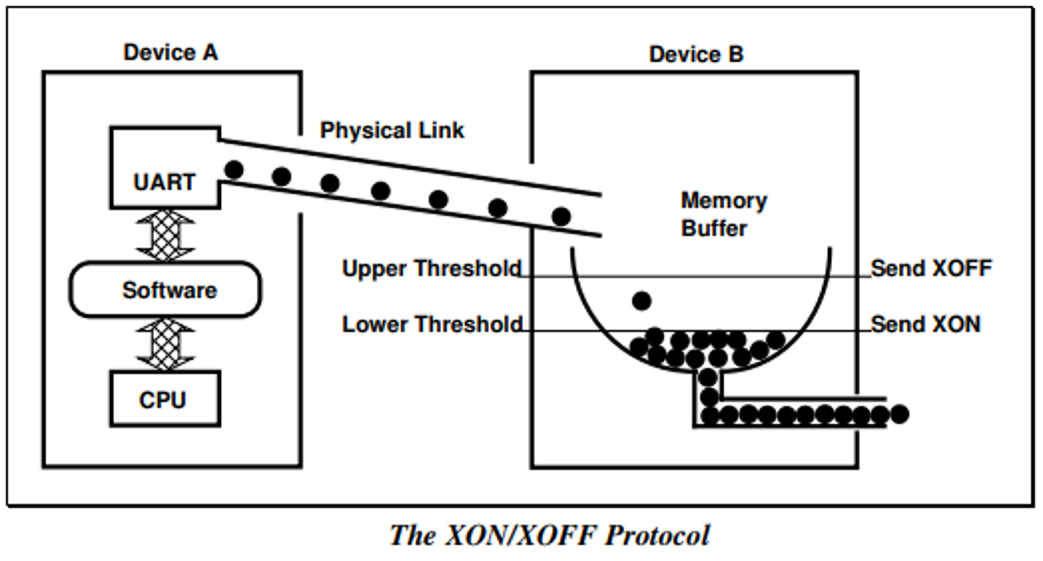 Device A
Device B
Physical Link
UART
Memory
Buffer
Upper Threshold
Send XOFF
Software
Lower Threshold
Send XON
CPU
The XON/XOFF Protocol